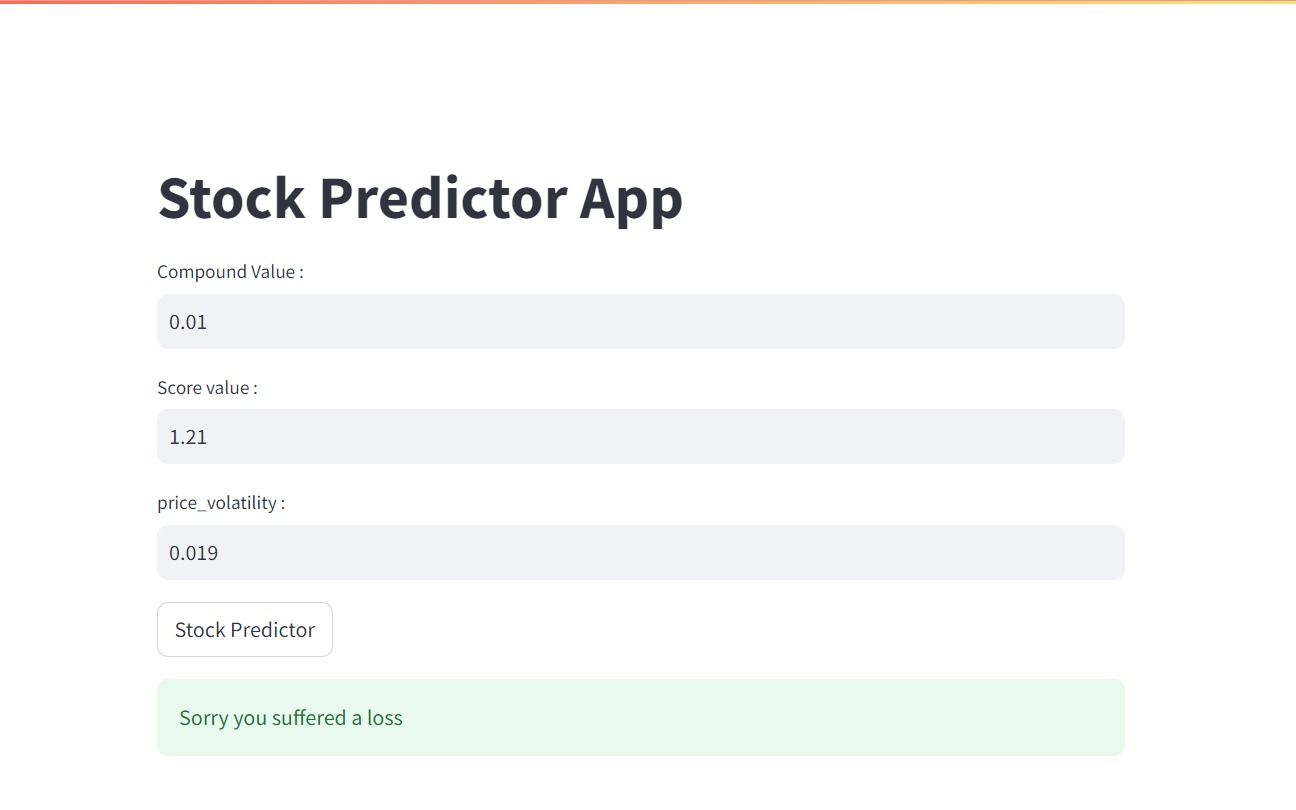 Stock Predictor App
Compound Value :
0.01
Score value :
1.21
price_volatility :
0.019
Stock Predictor
Sorry you suffered a loss